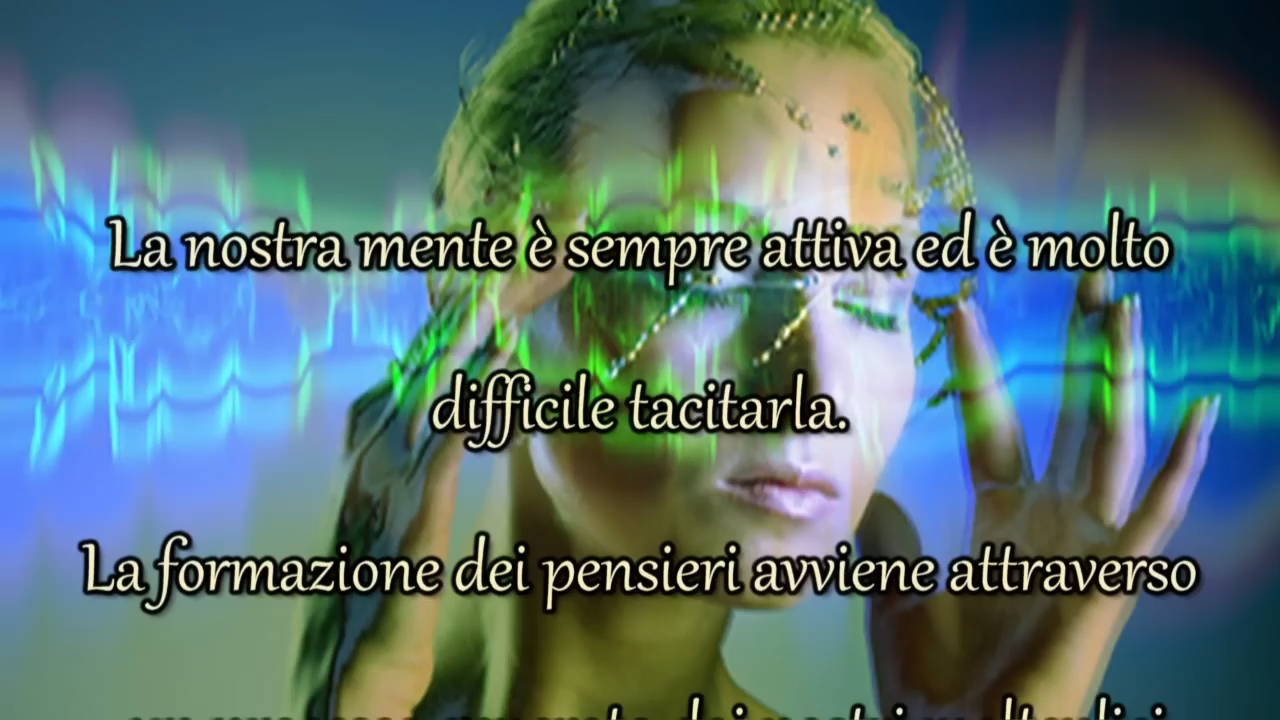 La nostra mente è sempre attiva ed è molto
difficile tacitarla.
La formazione dei pensieri avviene attraverso